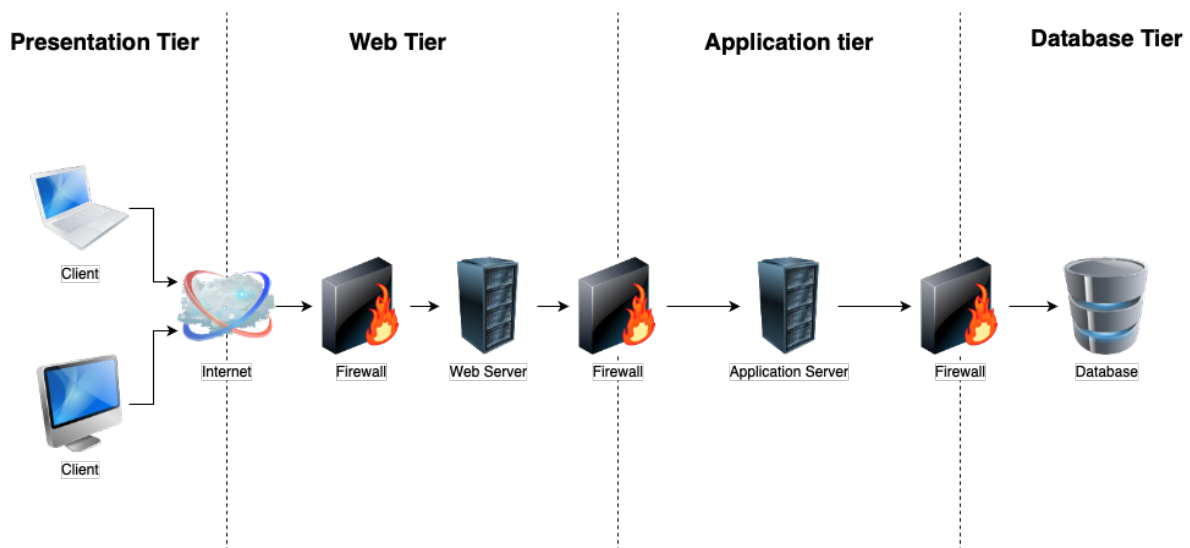 Presentation Tier
Web Tier
Application tier
Database Tier
Client
Client
Internet
Firewall
Web Server
Firewall
Application Server
Firewall
Database